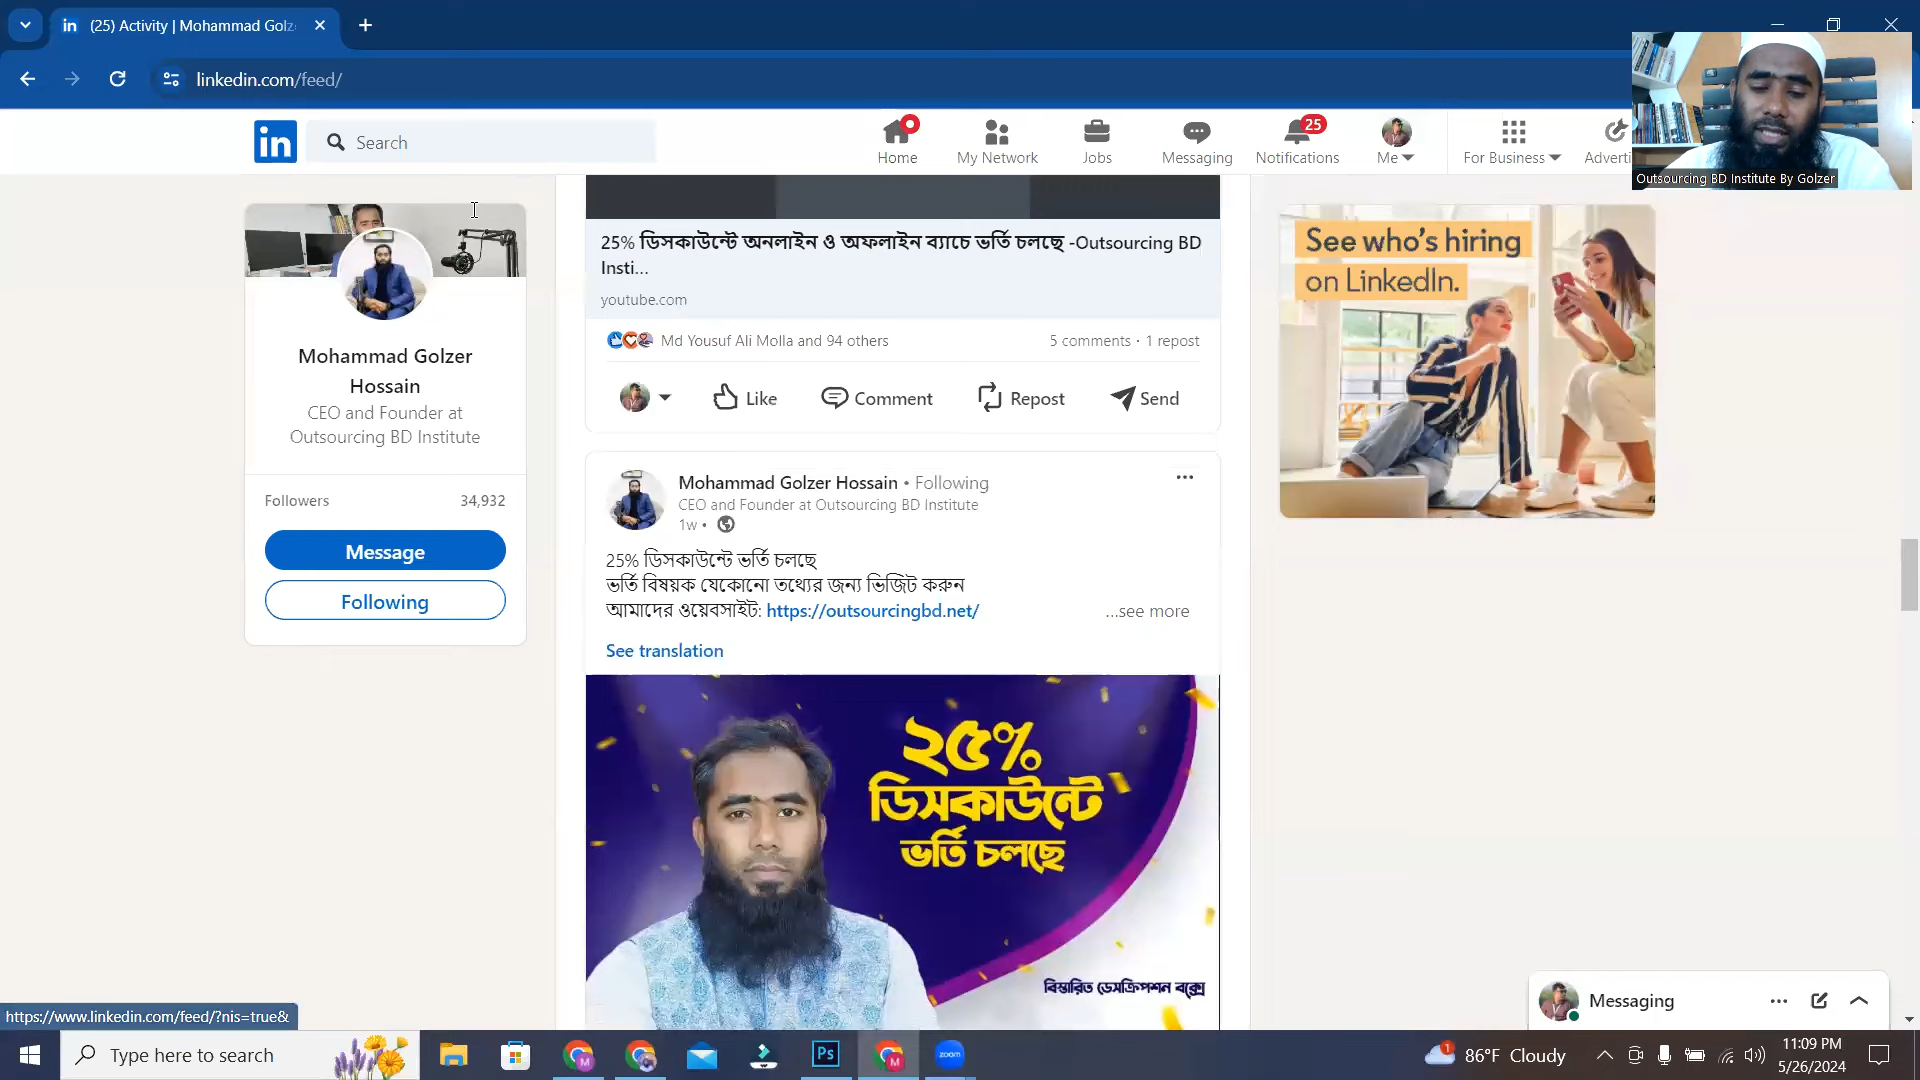 (25) Activity | Mohammad Golz
linkedin.com/feed/
Outsourcing BD Institute By Golzer
in
Search
Home
My Network
Jobs
Messaging
25
Notifications
Me
For Business
Adverti
Mohammad Golzer
Hossain
CEO and Founder at
Outsourcing BD Institute
Followers 34,932
Message
Following
25% ডিসকাউন্টে অনলাইন ও অফলাইন ব্যাচে ভর্তি চলছে -Outsourcing BD
Insti...
youtube.com
Md Yousuf Ali Molla and 94 others
5 comments · 1 repost
Like
Comment
Repost
Send
Mohammad Golzer Hossain • Following
CEO and Founder at Outsourcing BD Institute
1w •
25% ডিসকাউন্টে ভর্তি চলছে
ভর্তি বিষয়ক যেকোনো তথ্যের জন্য ভিজিট করুন
আমাদের ওয়েবসাইট: https://outsourcingbd.net/ ...see more
See translation
২৫%
ডিসকাউন্টে
ভর্তি চলছে
বিস্তারিত ডেসক্রিপশন বক্সে
See who's hiring
on LinkedIn.
Messaging
https://www.linkedin.com/feed/?nis=true&
Type here to search
Ps
zoom
1
86°F Cloudy
11:09 PM
5/26/2024